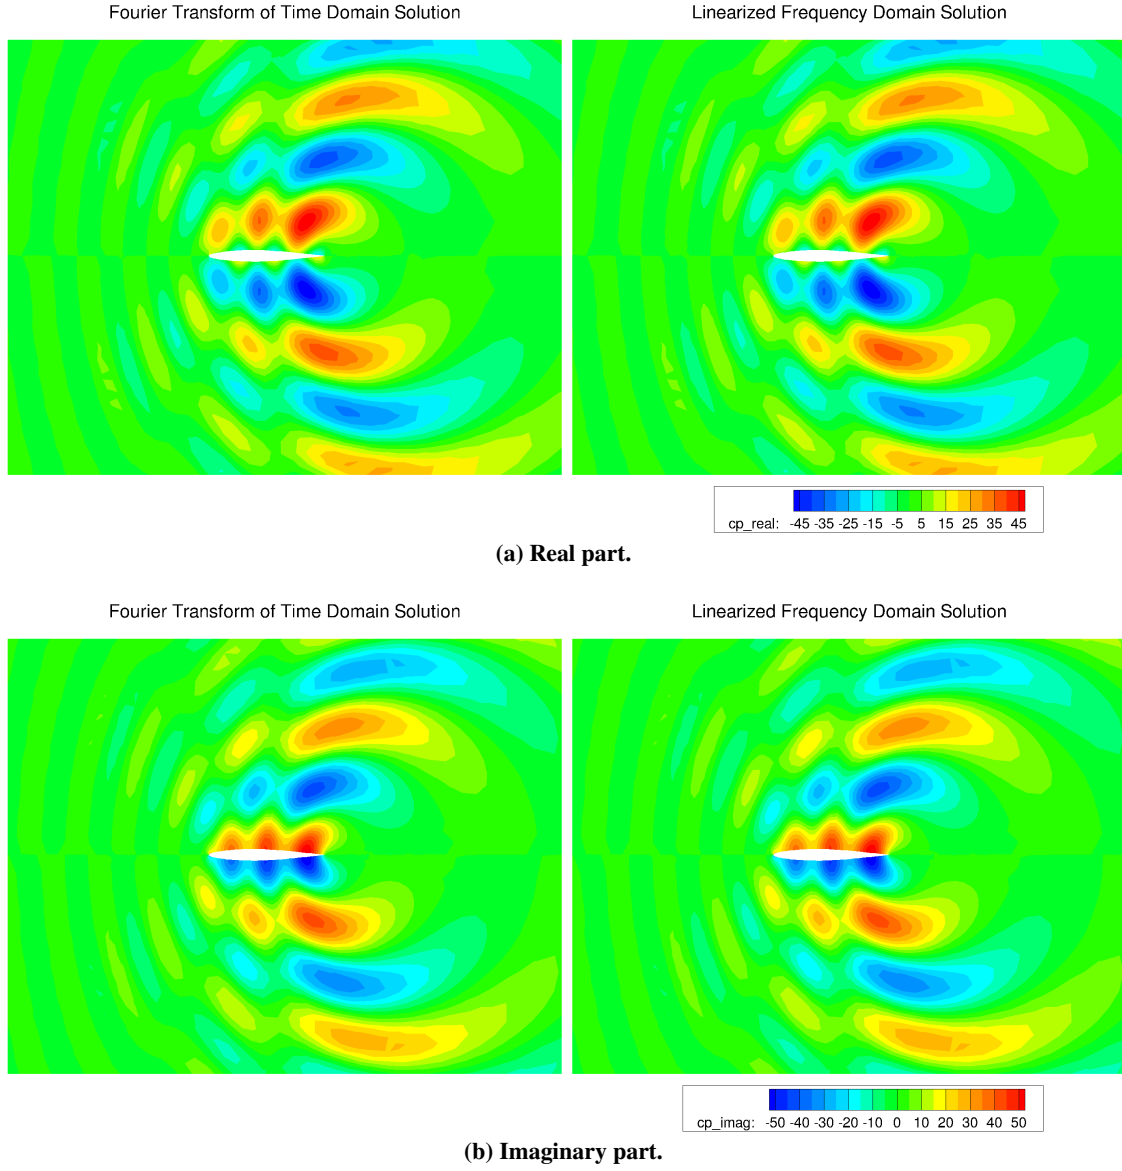 Fourier Transform of Time Domain Solution Linearized Frequency Domain Solution
cp_real: -45 -35 -25 -15 -5 5 15 25 35 45
(a) Real part.
Fourier Transform of Time Domain Solution Linearized Frequency Domain Solution
cp_imag: -50 -40 -30 -20 -10 0 10 20 30 40 50
(b) Imaginary part.